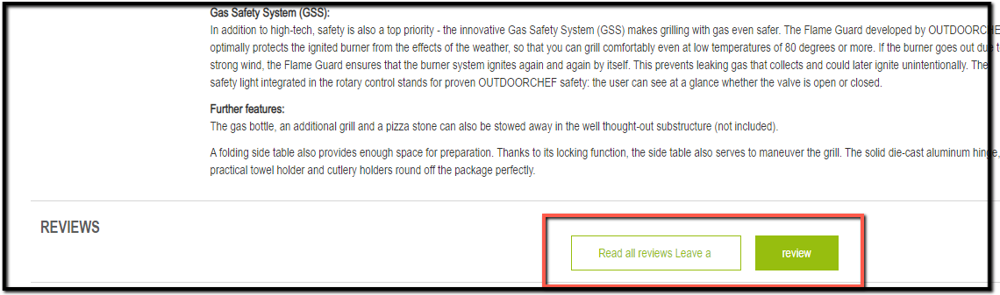 Gas Safety System (GSS):
In addition to high-tech, safety is also a top priority - the innovative Gas Safety System (GSS) makes grilling with gas even safer. The Flame Guard developed by OUTDOORCHE
optimally protects the ignited burner from the effects of the weather, so that you can grill comfortably even at low temperatures of 80 degrees or more. If the burner goes out due t
strong wind, the Flame Guard ensures that the burner system ignites again and again by itself. This prevents leaking gas that collects and could later ignite unintentionally. The
safety light integrated in the rotary control stands for proven OUTDOORCHEF safety: the user can see at a glance whether the valve is open or closed.
Further features:
The gas bottle, an additional grill and a pizza stone can also be stowed away in the well thought-out substructure (not included).
A folding side table also provides enough space for preparation. Thanks to its locking function, the side table also serves to maneuver the grill. The solid die-cast aluminum hinge,
practical towel holder and cutlery holders round off the package perfectly.
REVIEWS
Read all reviews Leave a
review